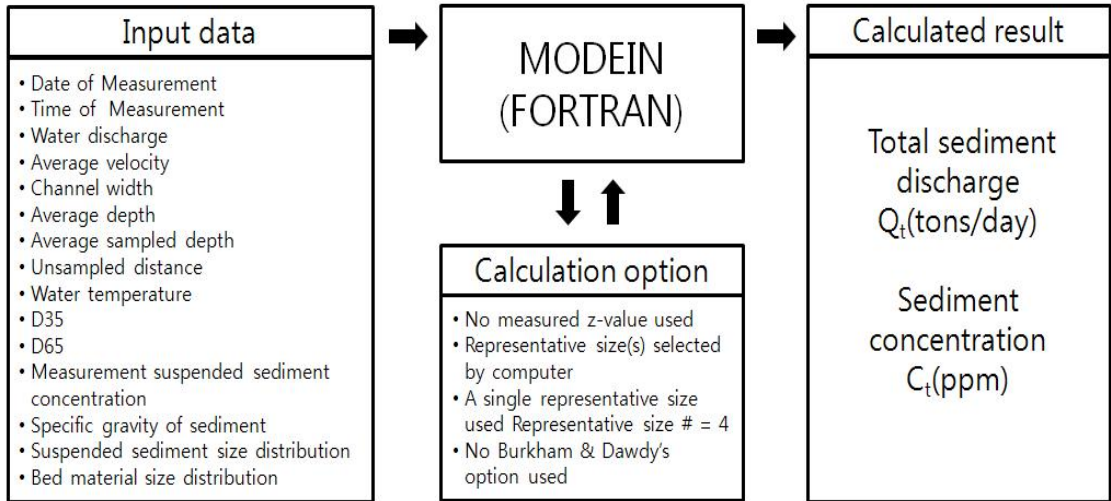 Input data
• Date of Measurement
• Time of Measurement
• Water discharge
• Average velocity
• Channel width
• Average depth
• Average sampled depth
• Unsampled distance
• Water temperature
• D35
• D65
• Measurement suspended sediment
concentration
• Specific gravity of sediment
• Suspended sediment size distribution
• Bed material size distribution
MODEIN
(FORTRAN)
Calculation option
• No measured z-value used
• Representative size(s) selected
by computer
• A single representative size
used Representative size # = 4
• No Burkham & Dawdy's
option used
Calculated result
Total sediment
discharge
Qt(tons/day)
Sediment
concentration
Ct(ppm)